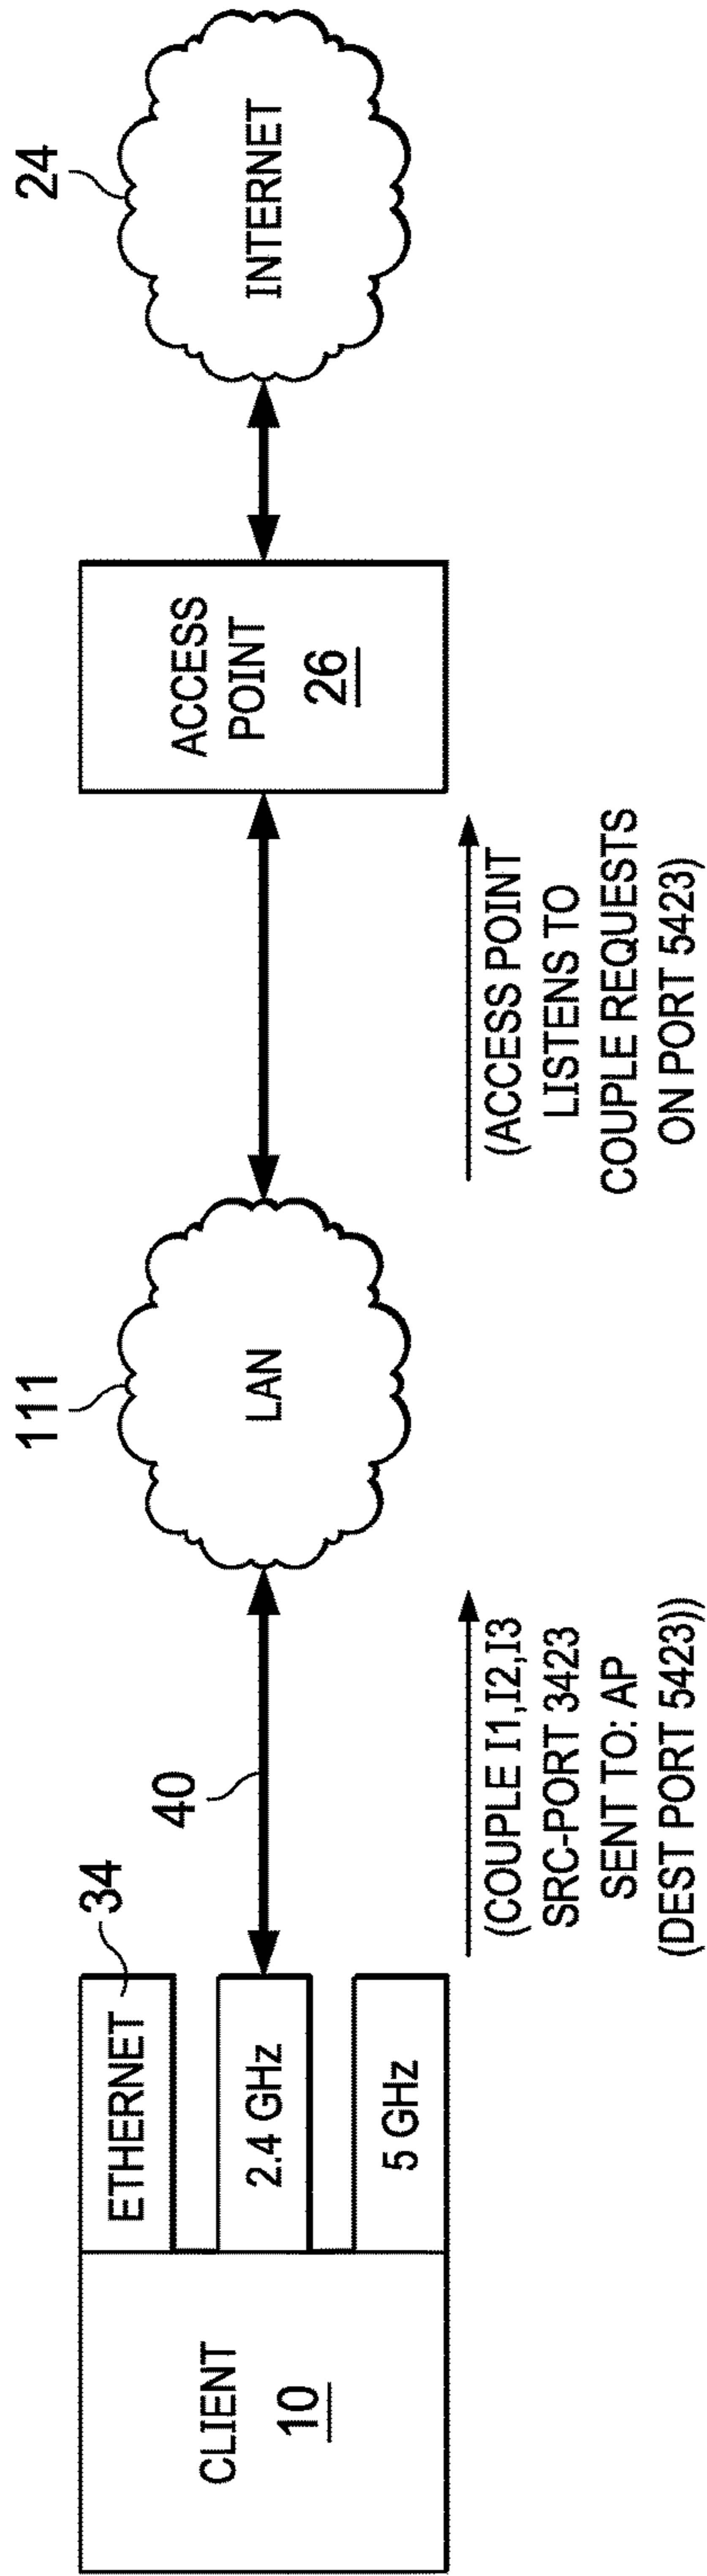 CLIENT
10
ETHERNET
34
2.4 GHz
5 GHz
40
(COUPLE I1,I2,I3
SRC-PORT 3423
SENT TO: AP
(DEST PORT 5423))
111
LAN
(ACCESS POINT
LISTENS TO
COUPLE REQUESTS
ON PORT 5423)
ACCESS
POINT
26
24
INTERNET